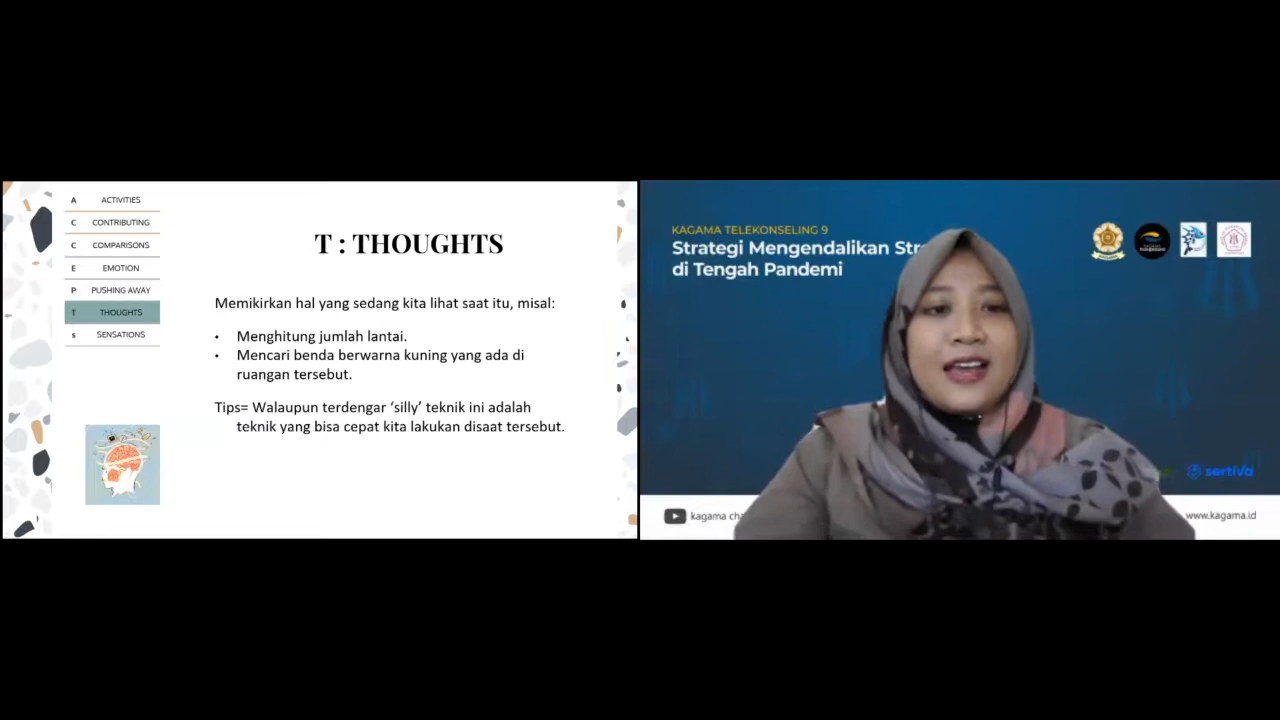 A ACTIVITIES
C CONTRIBUTING
C COMPARISONS
E EMOTION
P PUSHING AWAY
T THOUGHTS
s SENSATIONS
T : THOUGHTS
Memikirkan hal yang sedang kita lihat saat itu, misal:
• Menghitung jumlah lantai.
• Mencari benda berwarna kuning yang ada di
ruangan tersebut.
Tips= Walaupun terdengar ‘silly’ teknik ini adalah
teknik yang bisa cepat kita lakukan disaat tersebut.
KAGAMA TELEKONSELING 9
Strategi Mengendalikan Str
di Tengah Pandemi
sertiva
kagama cha
www.kagama.id